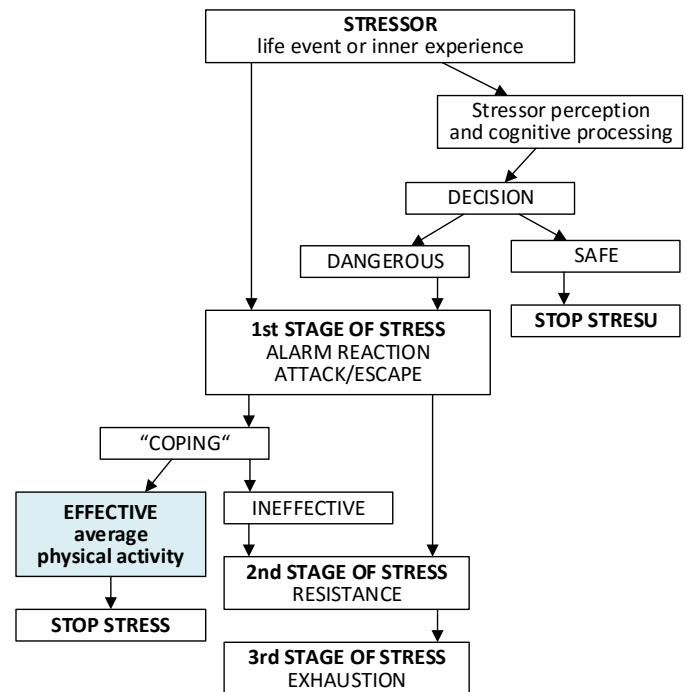 STRESSOR
life event or inner experience
Stressor perception
and cognitive processing
DECISION
DANGEROUS
SAFE
STOP STRESU
1st STAGE OF STRESS
ALARM REACTION
ATTACK/ESCAPE
“COPING“
EFFECTIVE
average
physical activity
INEFFECTIVE
STOP STRESS
2nd STAGE OF STRESS
RESISTANCE
3rd STAGE OF STRESS
EXHAUSTION